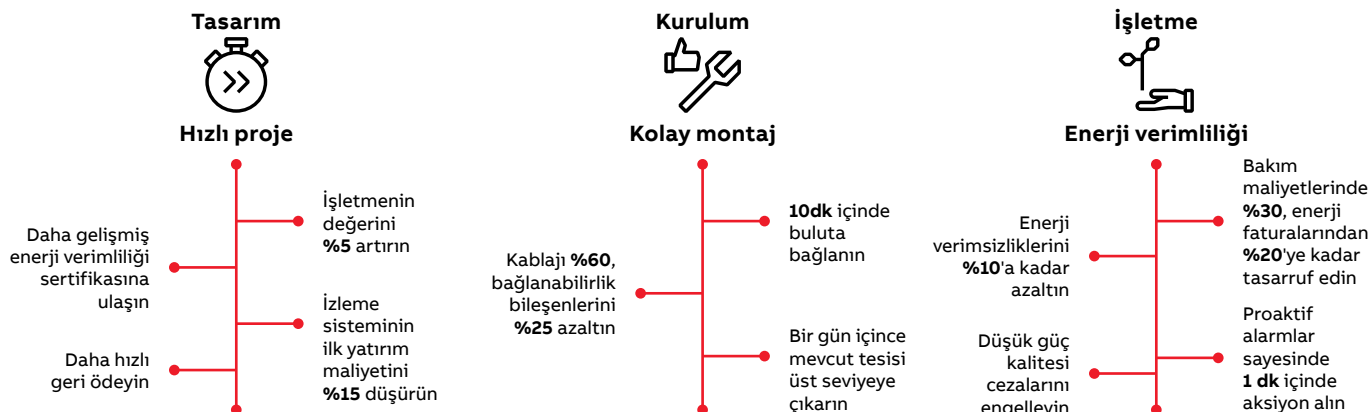 Tasarım
Hızlı proje
İşletmenin
değerini
%5 artırın
Daha gelişmiş
enerji verimliliği
sertifikasına
ulaşın
İzleme
sisteminin
ilk yatırım
maliyetini
%15 düşürün
Daha hızlı
geri ödeyin
Kurulum
Kolay montaj
10dk içinde
buluta
bağlanın
Kablajı %60,
bağlanabilirlik
bileşenlerini
%25 azaltın
Bir gün içince
mevcut tesisi
üst seviyeye
çıkarın
İşletme
Enerji verimliliği
Bakım
maliyetlerinde
%30, enerji
faturalarından
%20'ye kadar
tasarruf edin
Enerji
verimsizliklerini
%10'a kadar
azaltın
Proaktif
alarmlar
sayesinde
1 dk içinde
aksiyon alın
Düşük güç
kalitesi
cezalarını
engelleyin